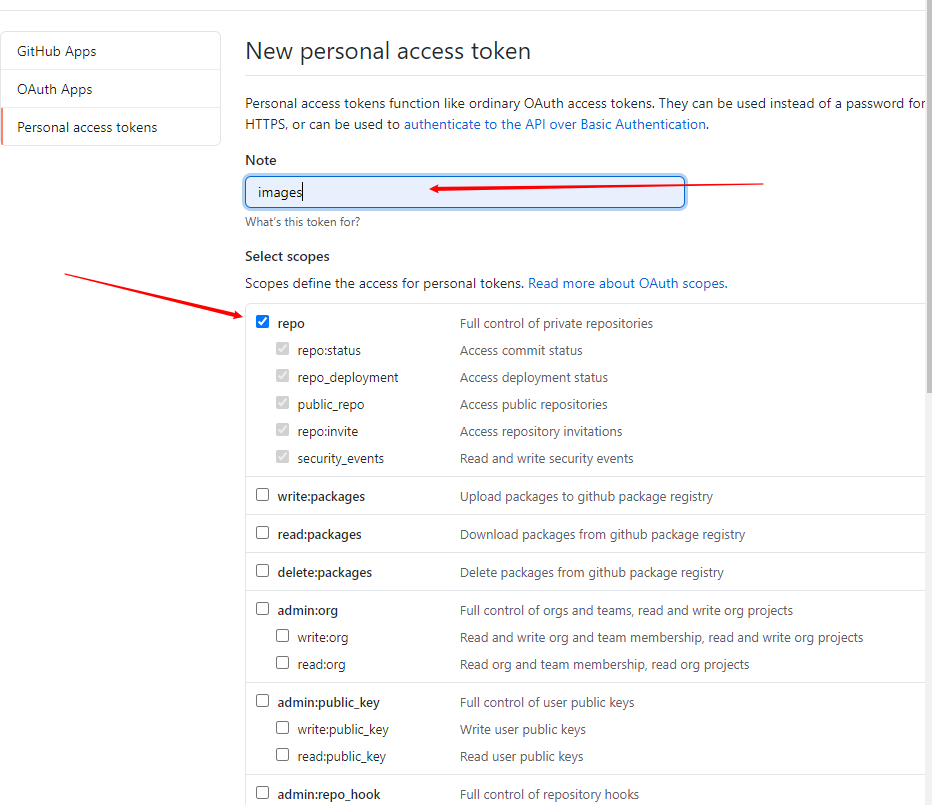 GitHub Apps
OAuth Apps
Personal access tokens
New personal access token
Personal access tokens function like ordinary OAuth access tokens. They can be used instead of a password for
HTTPS, or can be used to authenticate to the API over Basic Authentication.
Note
images
What's this token for?
Select scopes
Scopes define the access for personal tokens. Read more about OAuth scopes.
repo Full control of private repositories
repo:status Access commit status
repo_deployment Access deployment status
public_repo Access public repositories
repo:invite Access repository invitations
security_events Read and write security events
write:packages Upload packages to github package registry
read:packages Download packages from github package registry
delete:packages Delete packages from github package registry
admin:org Full control of orgs and teams, read and write org projects
write:org Read and write org and team membership, read and write org projects
read:org Read org and team membership, read org projects
admin:public_key Full control of user public keys
write:public_key Write user public keys
read:public_key Read user public keys
admin:repo_hook Full control of repository hooks